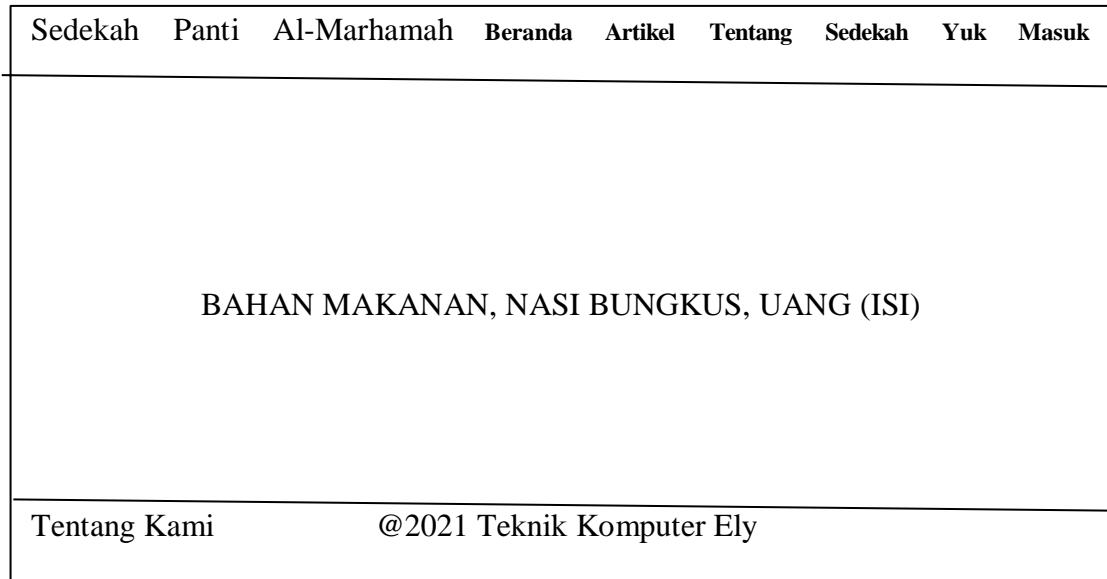 Sedekah Panti Al-Marhamah Beranda Artikel Tentang Sedekah Yuk Masuk
BAHAN MAKANAN, NASI BUNGKUS, UANG (ISI)
Tentang Kami @2021 Teknik Komputer Ely